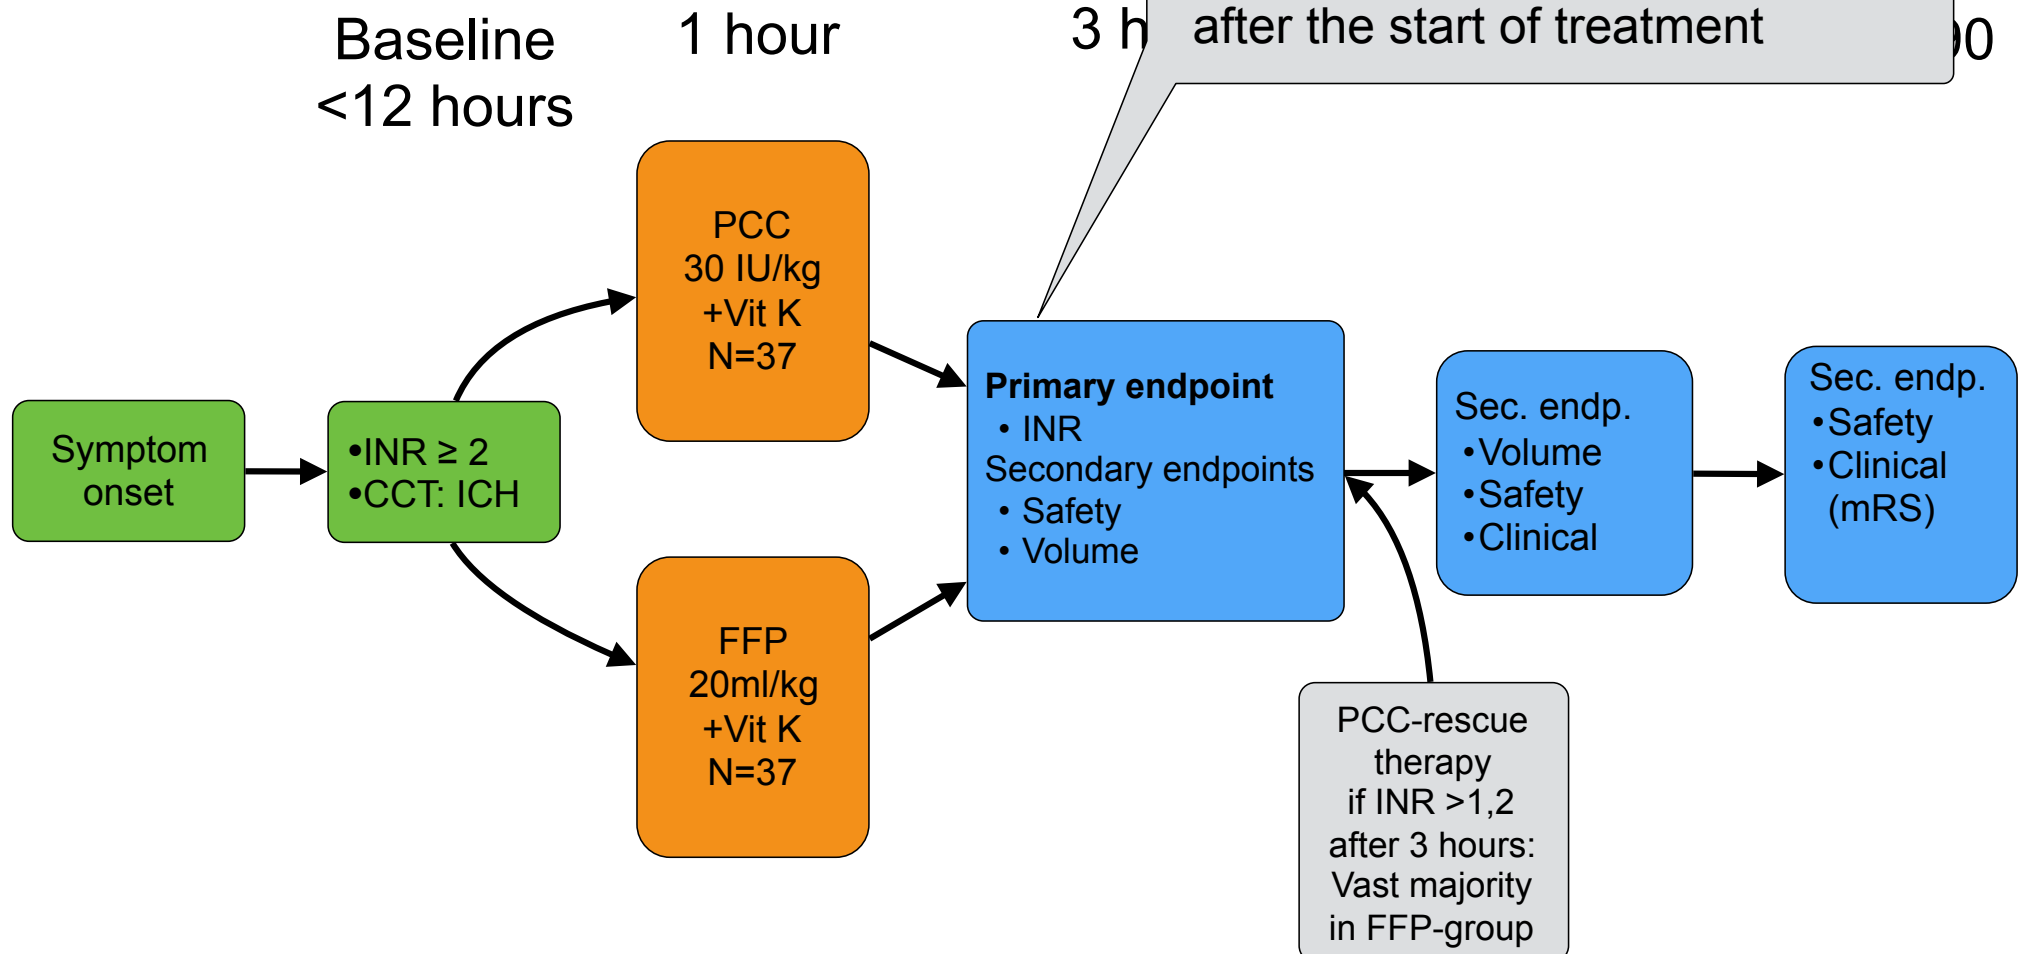 Baseline
<12 hours
1 hour
3 h
after the start of treatment
90
Symptom
onset
•INR ≥ 2
•CCT: ICH
PCC
30 IU/kg
+Vit K
N=37
FFP
20ml/kg
+Vit K
N=37
Primary endpoint
• INR
Secondary endpoints
• Safety
• Volume
Sec. endp.
•Volume
•Safety
•Clinical
Sec. endp.
•Safety
•Clinical
(mRS)
PCC-rescue
therapy
if INR >1,2
after 3 hours:
Vast majority
in FFP-group